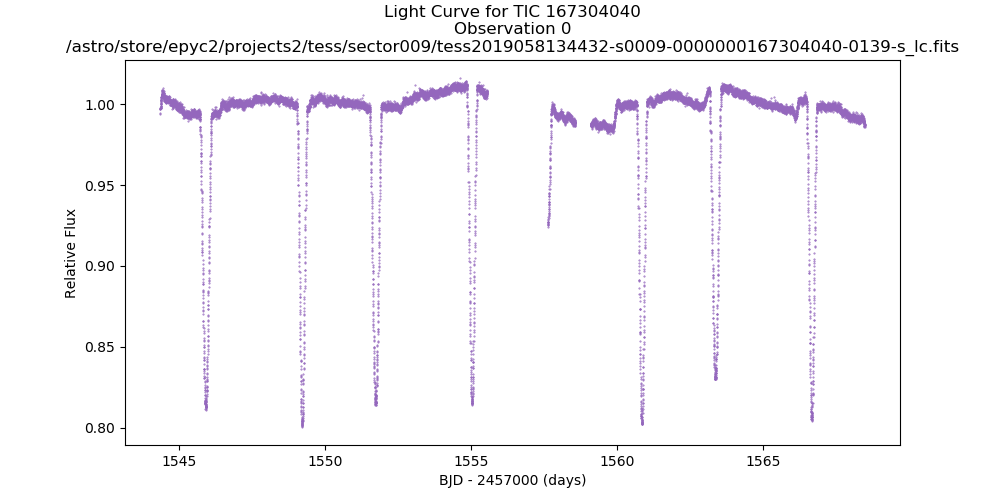 Light Curve for TIC 167304040
Observation 0
/astro/store/epyc2/projects2/tess/sector009/tess2019058134432-s0009-0000000167304040-0139-s_lc.fits
Relative Flux
1.00
0.95
0.90
0.85
0.80
1545
1550
1555
1560
1565
BJD - 2457000 (days)